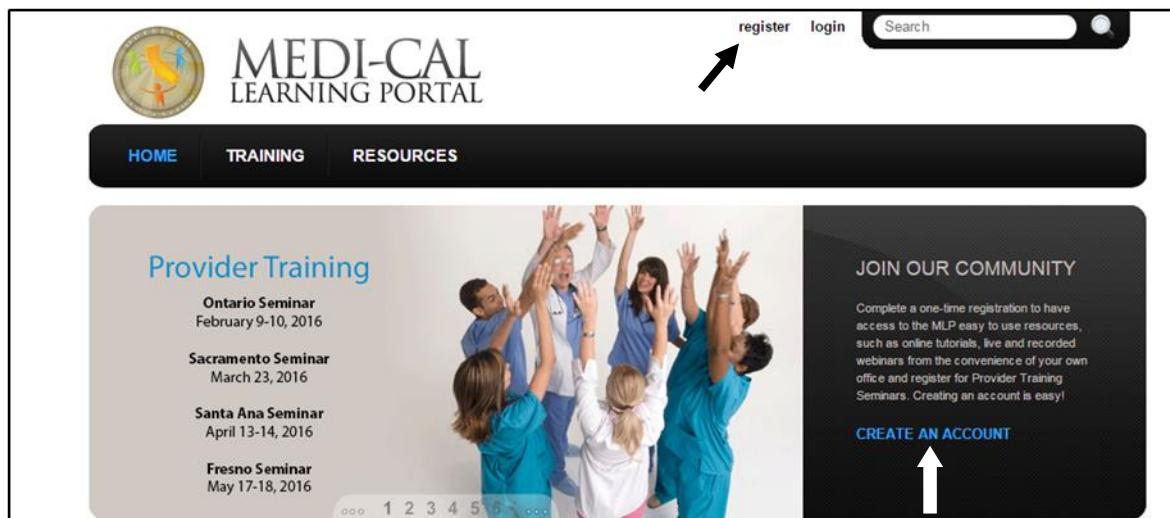 register login Search
MEDI-CAL
LEARNING PORTAL
HOME TRAINING RESOURCES
Provider Training
Ontario Seminar
February 9-10, 2016
Sacramento Seminar
March 23, 2016
Santa Ana Seminar
April 13-14, 2016
Fresno Seminar
May 17-18, 2016
1 2 3 4 5 6
JOIN OUR COMMUNITY
Complete a one-time registration to have
access to the MLP easy to use resources,
such as online tutorials, live and recorded
webinars from the convenience of your own
office and register for Provider Training
Seminars. Creating an account is easy!
CREATE AN ACCOUNT